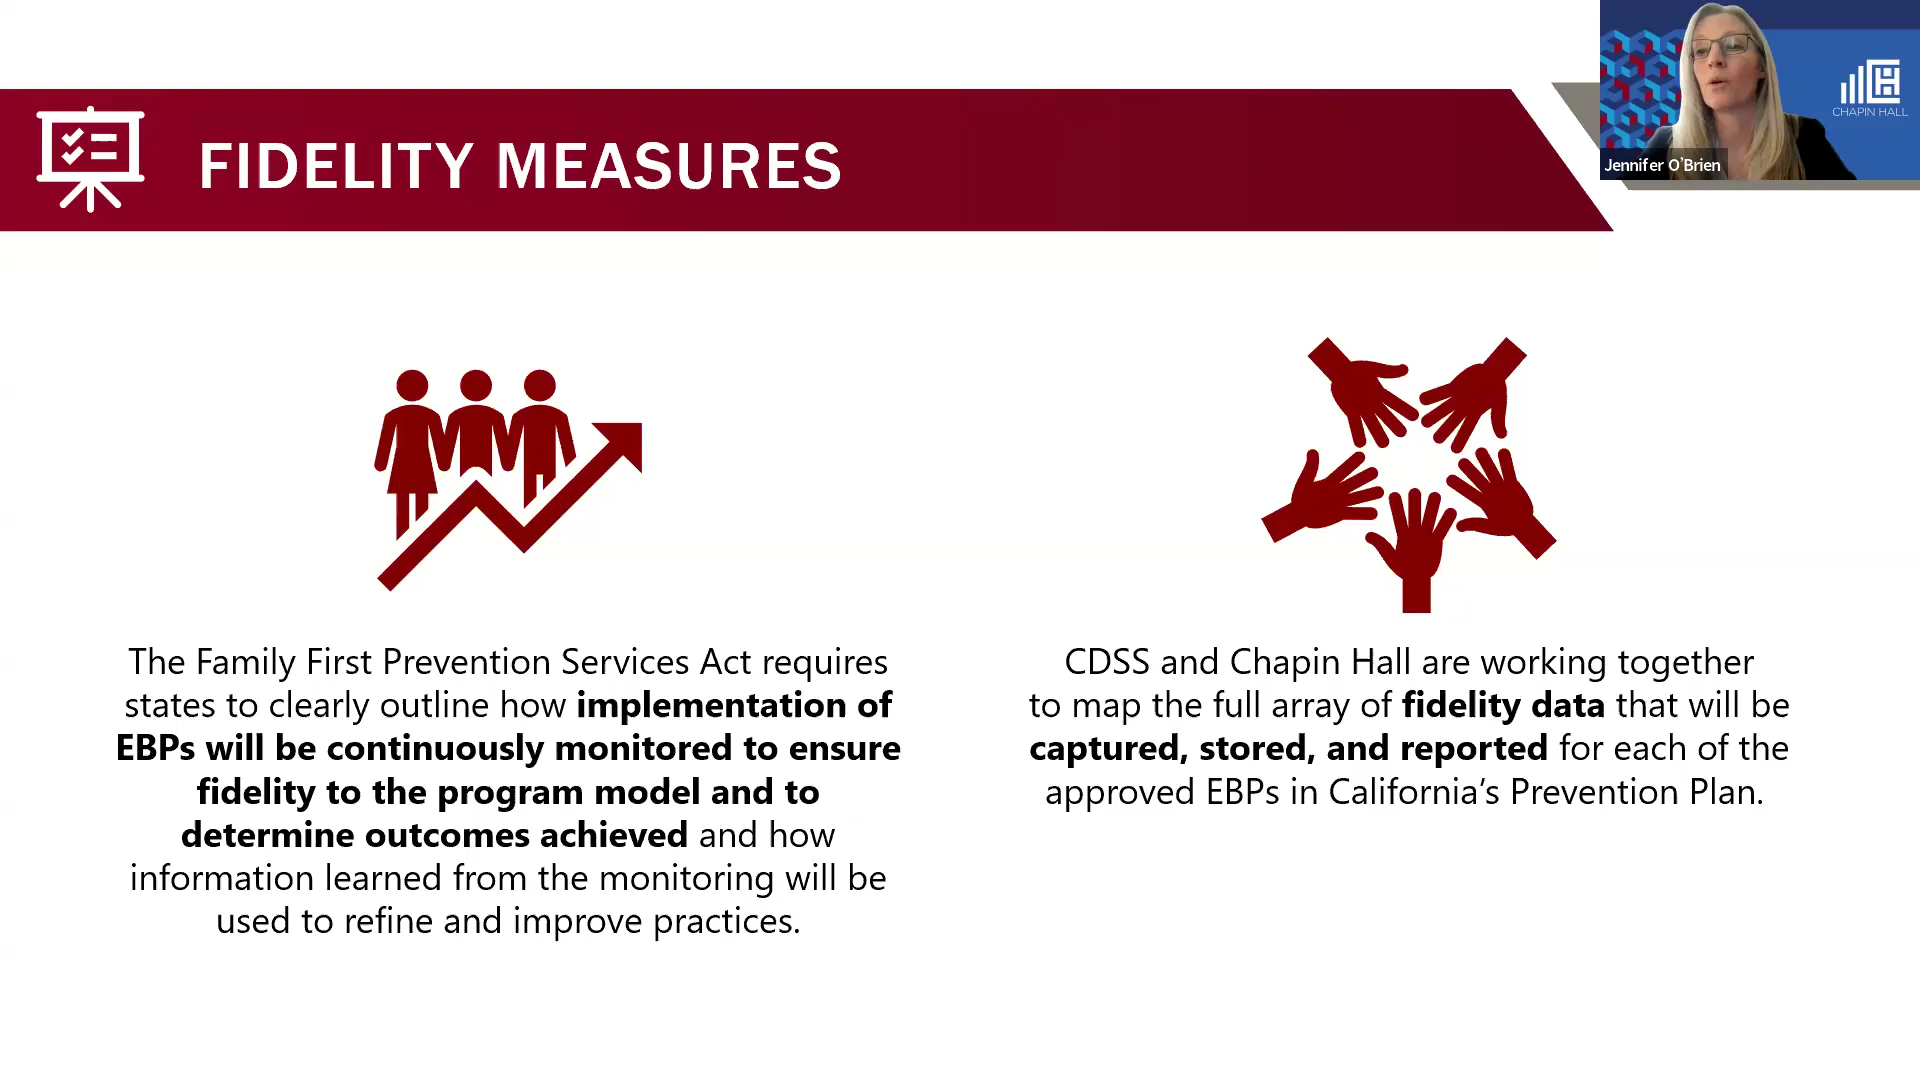 FIDELITY MEASURES
CHAPIN HALL
Jennifer O'Brien
The Family First Prevention Services Act requires
states to clearly outline how implementation of
EBPs will be continuously monitored to ensure
fidelity to the program model and to
determine outcomes achieved and how
information learned from the monitoring will be
used to refine and improve practices.
CDSS and Chapin Hall are working together
to map the full array of fidelity data that will be
captured, stored, and reported for each of the
approved EBPs in California’s Prevention Plan.